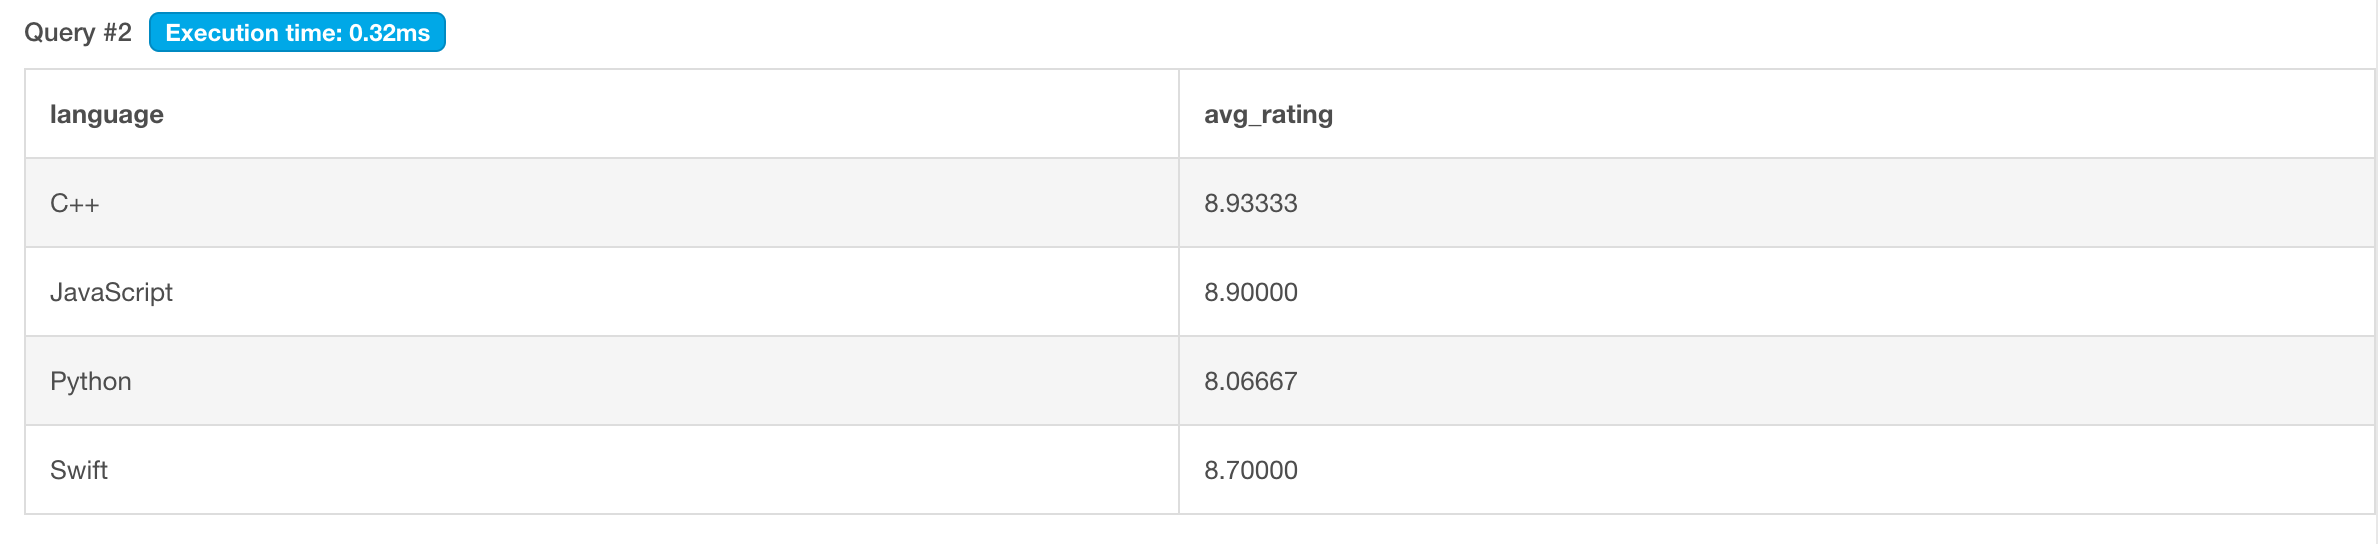 Query #2 Execution time: 0.32ms
language avg_rating
C++ 8.93333
JavaScript 8.90000
Python 8.06667
Swift 8.70000